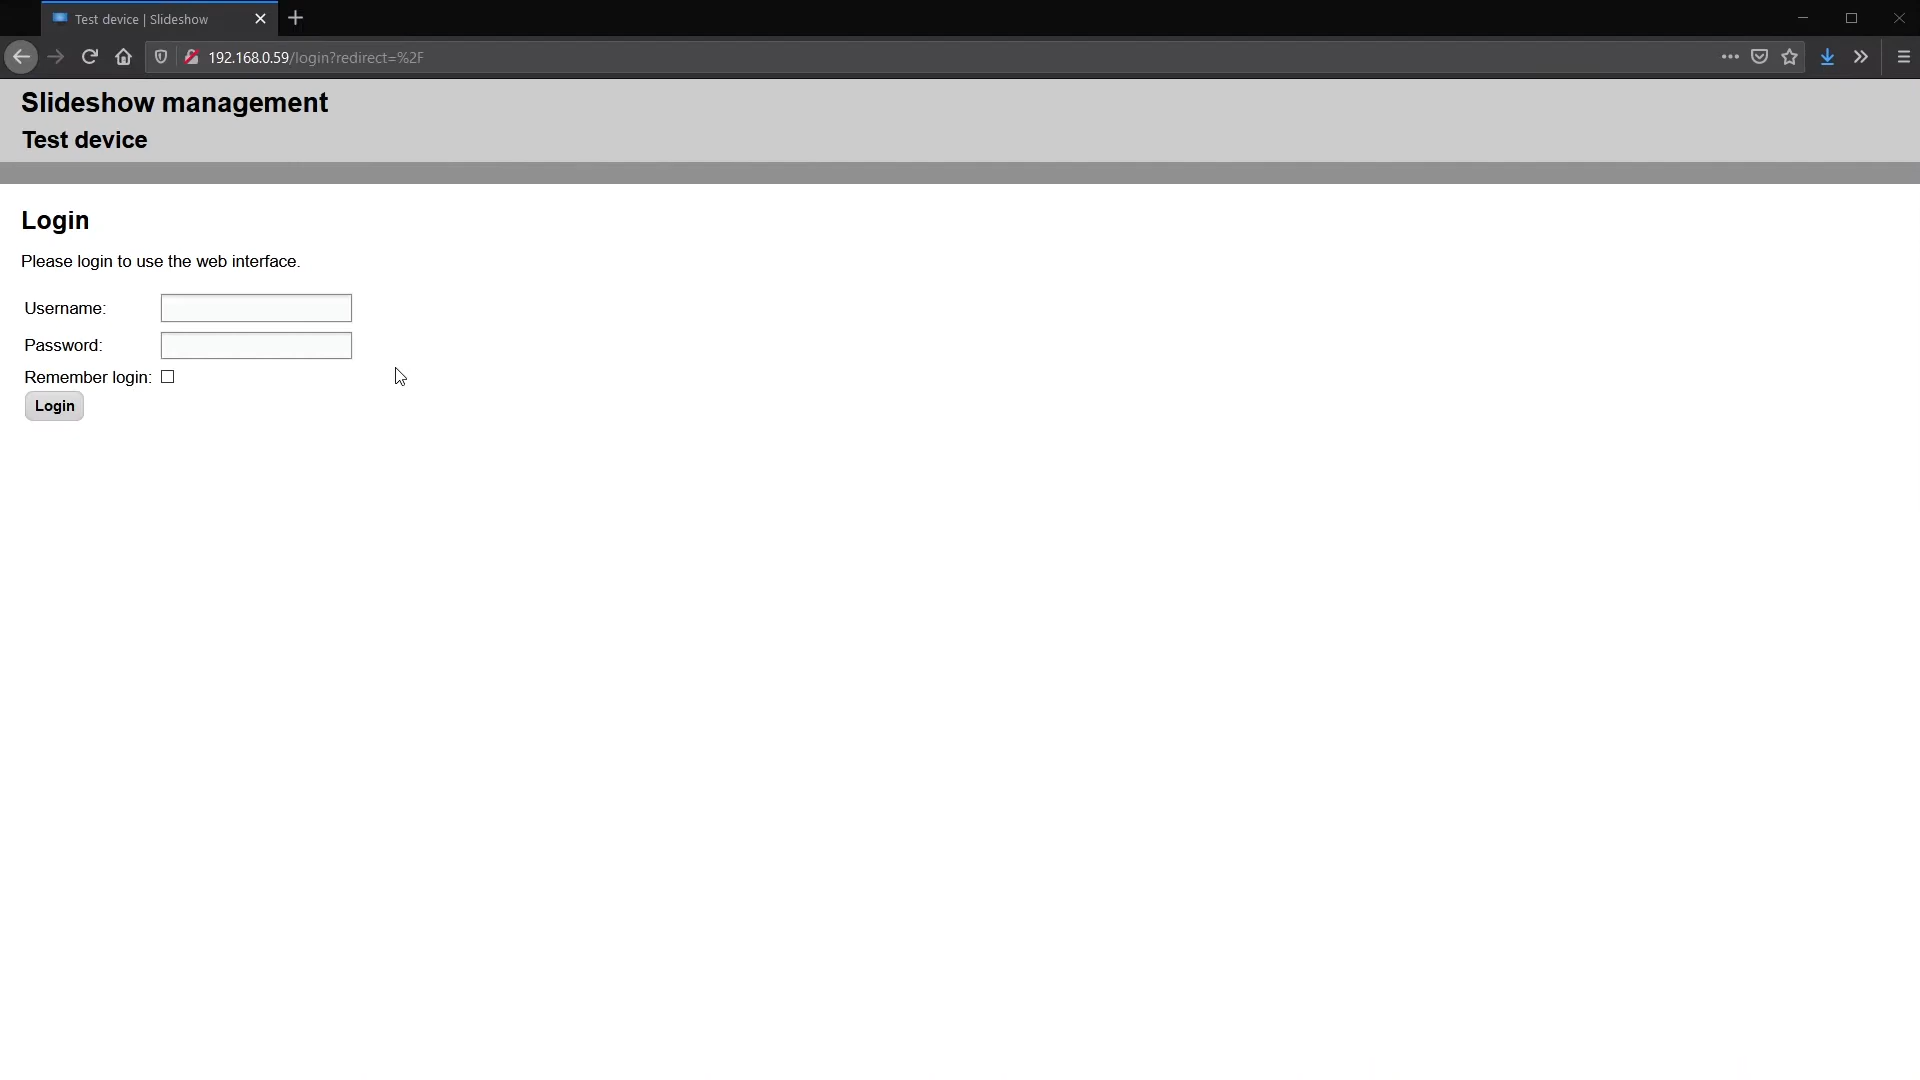 Test device | Slideshow
192.168.0.59/login?redirect=%2F
Slideshow management
Test device
Login
Please login to use the web interface.
Username:
Password:
Remember login:
Login